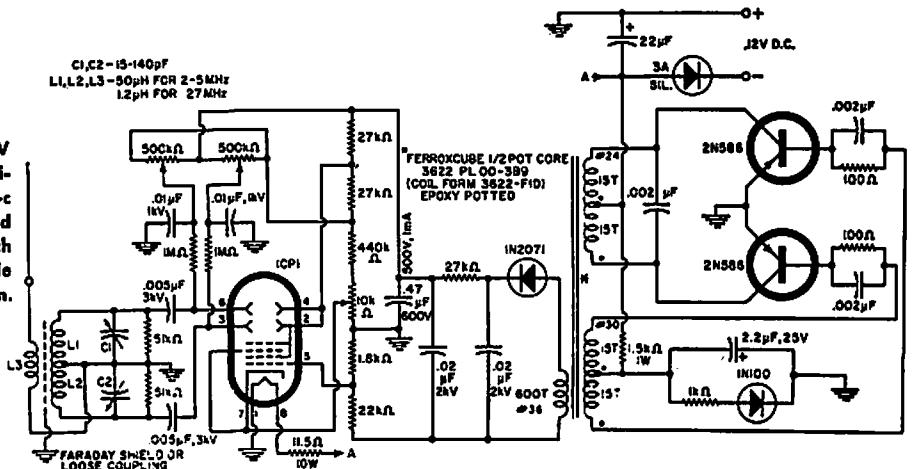 C1,C2-15-140pF
L1,L2,L3-50µH FOR 2-5MHz
1.2µH FOR 27MHz
V
i-
-c
d
h
le
n.
500kΩ
500kΩ
.01µF
1kV
.01µF,1kV
1MΩ
1MΩ
.005µF
3kV
51kΩ
51kΩ
.005µF,3kV
L3
L1
L2
C1
C2
FARADAY SHIELD OR
LOOSE COUPLING
1CP1
6
3
4
2
5
7
1
8
11.5Ω
10W
A
27kΩ
27kΩ
440k
Ω
10k
Ω
1.8kΩ
22kΩ
500V,1mA
.47
µF
600V
27kΩ
1N2071
.02
µF
2kV
.02
µF
2kV
600T
#36
FERROXCUBE 1/2 POT CORE
3622 PL 00-3B9
(COIL FORM 3622-F1D)
EPOXY POTTED
22µF
+
+
12V D.C.
-
A
3A
SIL.
#24
15T
15T
.002
µF
2N586
2N586
.002µF
100Ω
100Ω
.002µF
#30
15T
15T
1.5kΩ
1W
2.2µF,25V
+
1kΩ
1N100